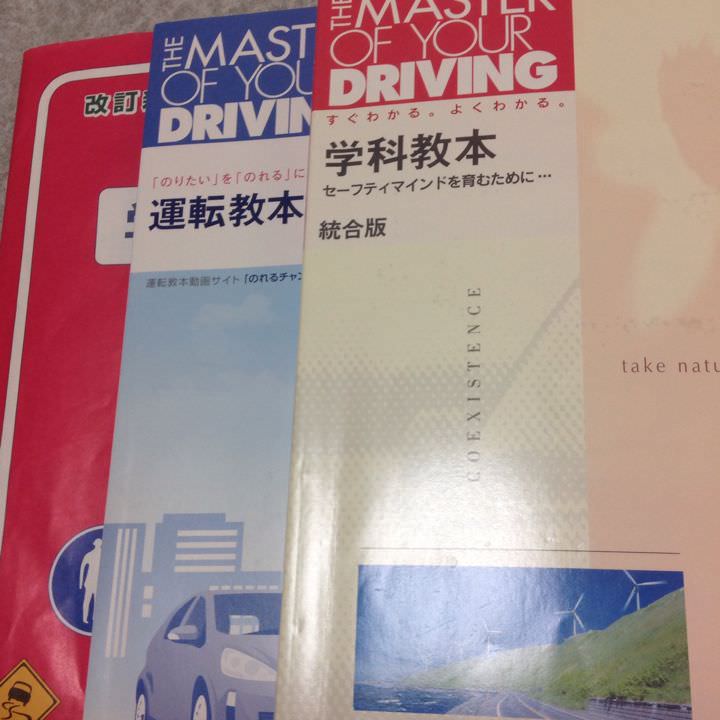 改訂
THE
MAST
OF YOU
DRIVIN
「のりたい」を「のれる」に
運転教本
運転教本動画サイト「のれるチャン
THE
MASTER
OF YOUR
DRIVING
すぐわかる。よくわかる。
学科教本
セーフティマインドを育むために…
統合版
COEXISTENCE
take natu